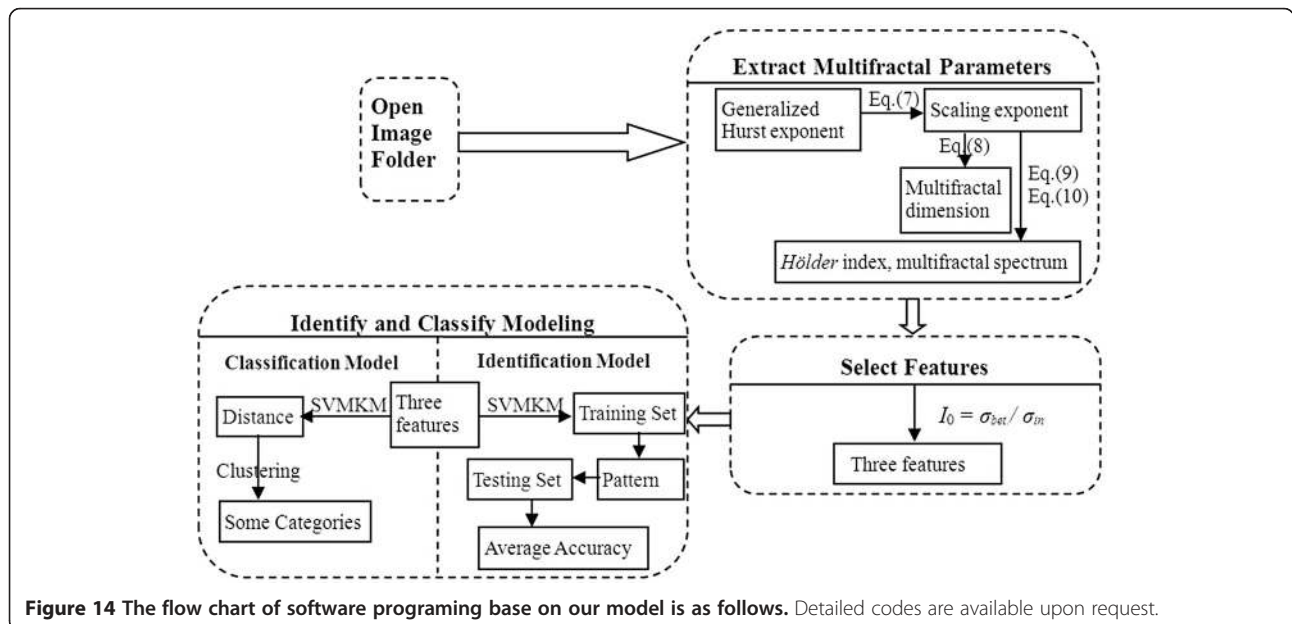 Open
Image
Folder
Extract Multifractal Parameters
Generalized
Hurst exponent
Eq.(7)
Scaling exponent
Eq.(8)
Eq.(9)
Eq.(10)
Multifractal
dimension
Hölder index, multifractal spectrum
Select Features
I₀ = σbet / σin
Three features
Identify and Classify Modeling
Classification Model
Identification Model
Distance
SVMKM
Three
features
SVMKM
Training Set
Clustering
Testing Set
Pattern
Some Categories
Average Accuracy
Figure 14 The flow chart of software programing base on our model is as follows. Detailed codes are available upon request.